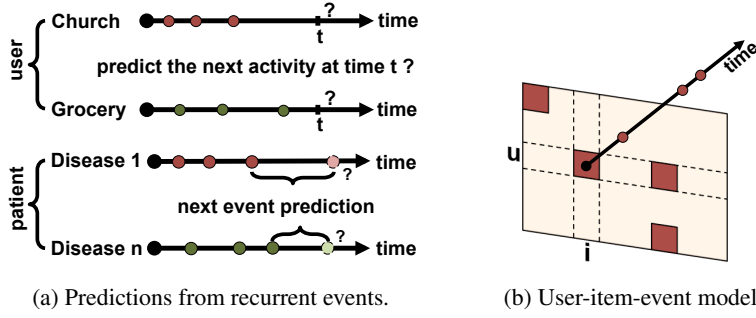 user
Church
?
time
t
predict the next activity at time t ?
Grocery
?
time
t
patient
Disease 1
?
time
next event prediction
Disease n
?
time
(a) Predictions from recurrent events.
time
u
i
(b) User-item-event model